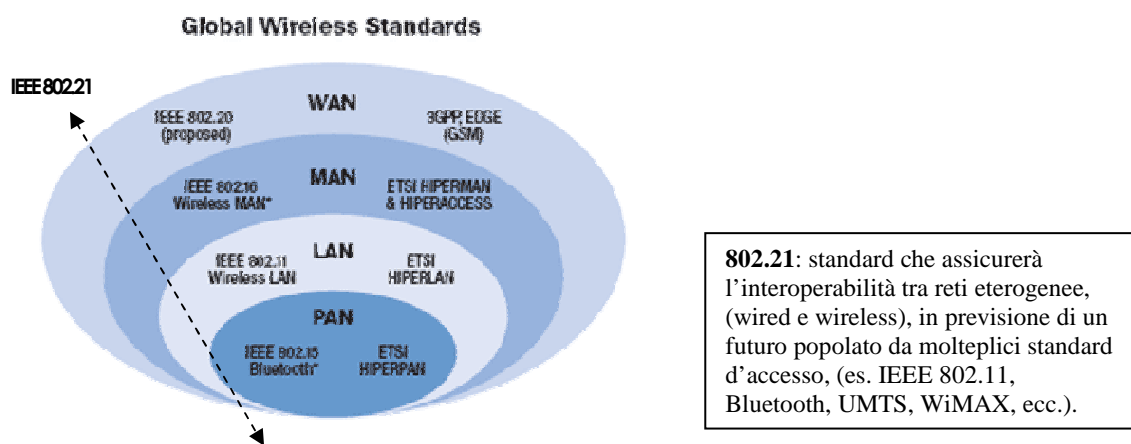 Global Wireless Standards
IEEE 802.21
WAN
IEEE 802.20
(proposed)
3GPP, EDGE
(GSM)
MAN
IEEE 802.16
Wireless MAN*
ETSI HIPERMAN
& HIPERACCESS
LAN
IEEE 802.11
Wireless LAN
ETSI
HIPERLAN
PAN
IEEE 802.15
Bluetooth*
ETSI
HIPERPAN
802.21: standard che assicurerà
l’interoperabilità tra reti eterogenee,
(wired e wireless), in previsione di un
futuro popolato da molteplici standard
d’accesso, (es. IEEE 802.11,
Bluetooth, UMTS, WiMAX, ecc.).